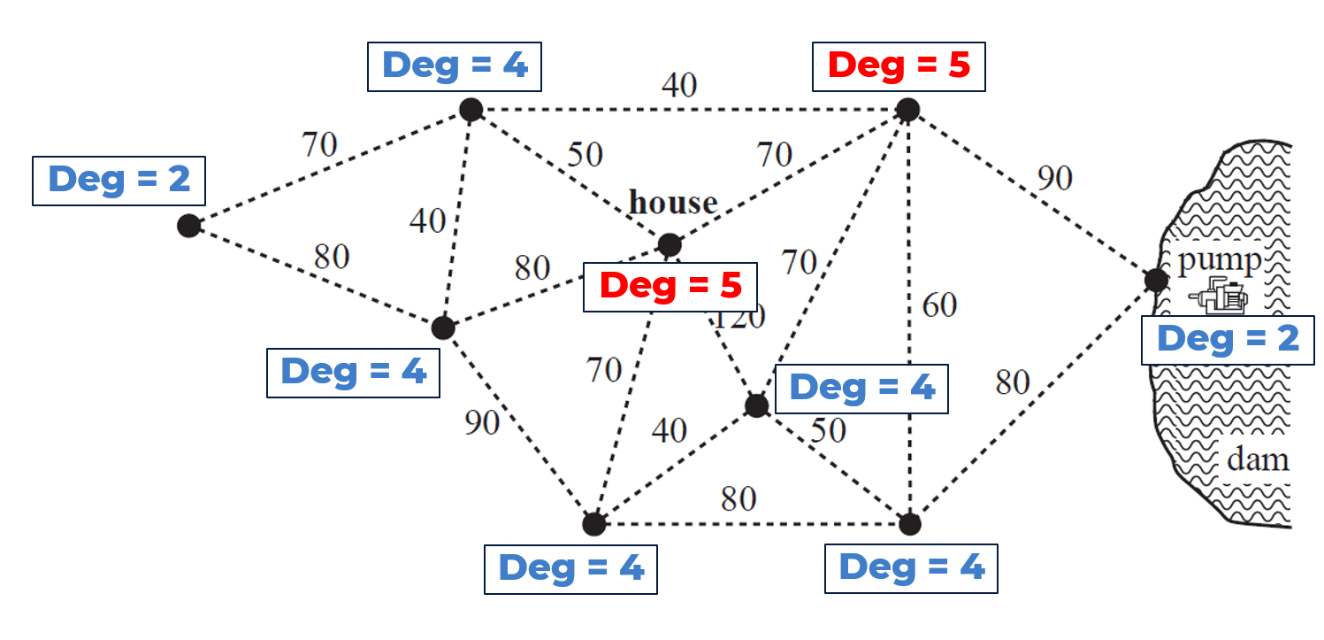 Deg = 4
Deg = 5
40
70
50
70
Deg = 2
90
house
40
80
80
70
pump
Deg = 5
120
60
Deg = 2
Deg = 4
70
Deg = 4
80
90
40
50
dam
80
Deg = 4
Deg = 4